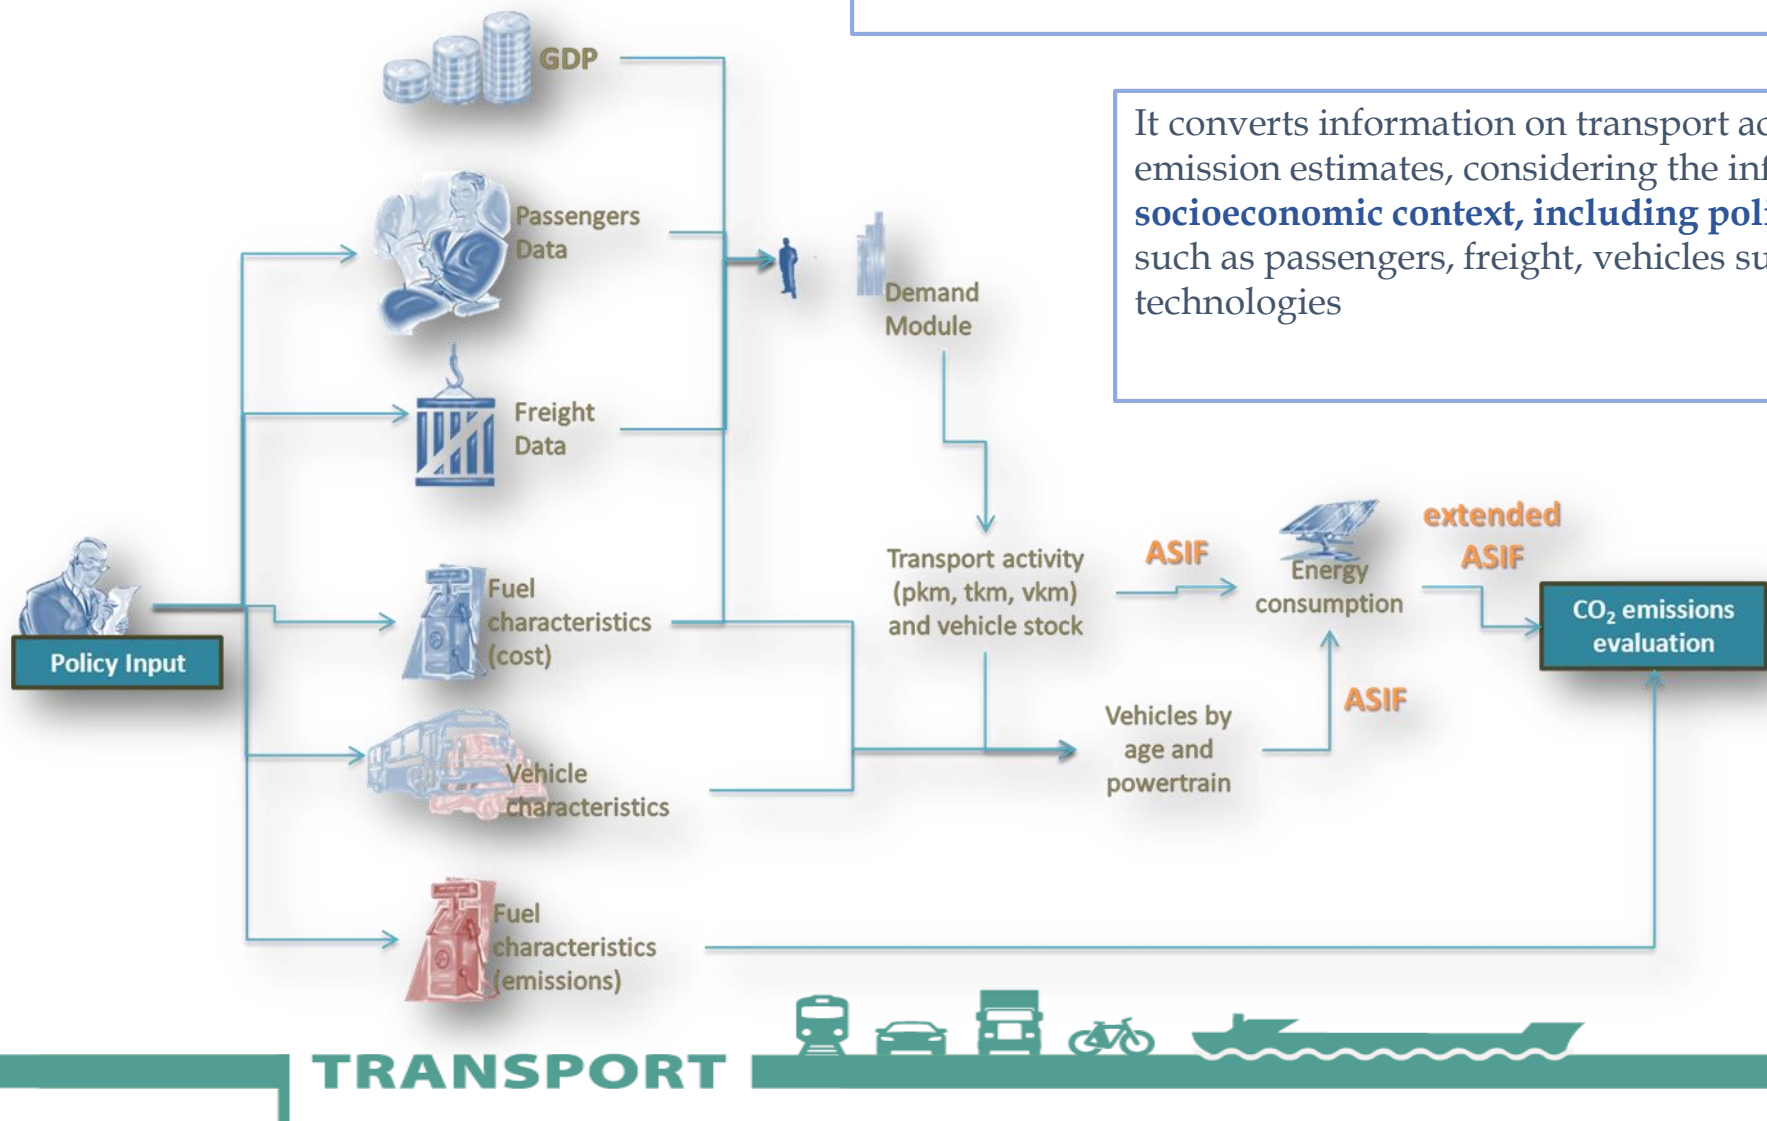 GDP
It converts information on transport ac
emission estimates, considering the inf
socioeconomic context, including poli
such as passengers, freight, vehicles su
technologies
Passengers
Data
Demand
Module
Freight
Data
Policy Input
Fuel
characteristics
(cost)
Transport activity
(pkm, tkm, vkm)
and vehicle stock
ASIF
Energy
consumption
extended
ASIF
CO₂ emissions
evaluation
Vehicle
characteristics
Vehicles by
age and
powertrain
ASIF
Fuel
characteristics
(emissions)
TRANSPORT